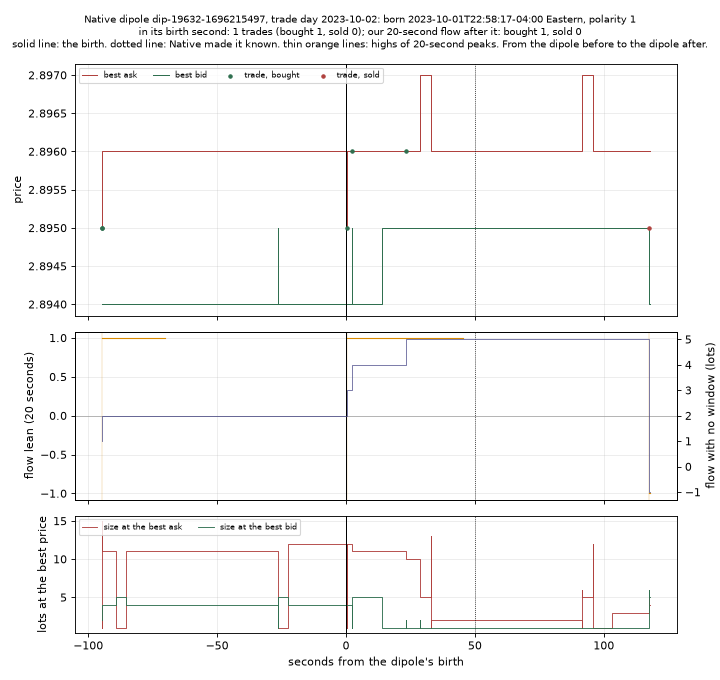 Native dipole dip-19632-1696215497, trade day 2023-10-02: born 2023-10-01T22:58:17-04:00 Eastern, polarity 1
in its birth second: 1 trades (bought 1, sold 0); our 20-second flow after it: bought 1, sold 0
solid line: the birth. dotted line: Native made it known. thin orange lines: highs of 20-second peaks. From the dipole before to the dipole after.
best ask
best bid
trade, bought
trade, sold
2.8970
2.8965
2.8960
2.8955
2.8950
2.8945
2.8940
price
1.0
0.5
0.0
−0.5
−1.0
flow lean (20 seconds)
5
4
3
2
1
0
−1
flow with no window (lots)
size at the best ask
size at the best bid
15
10
5
lots at the best price
−100
−50
0
50
100
seconds from the dipole's birth